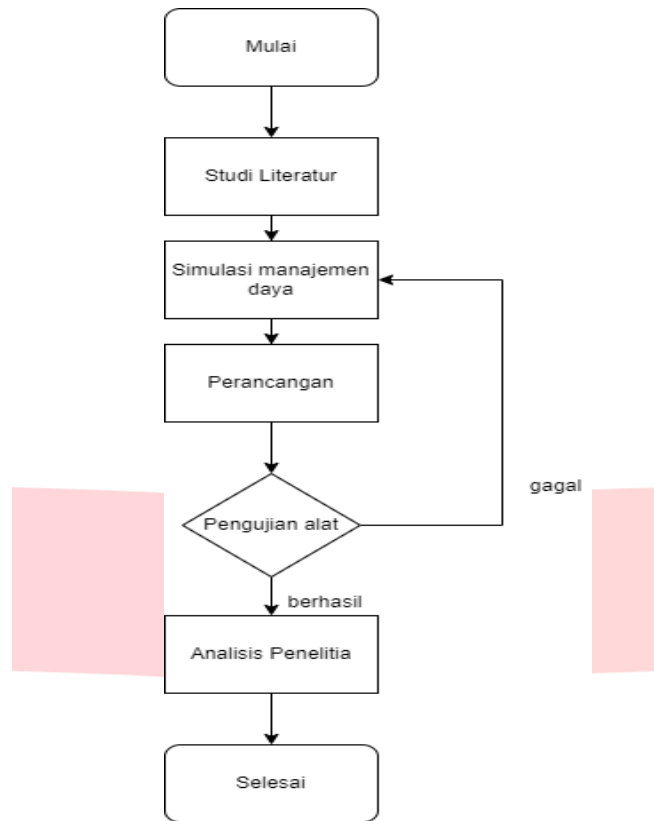 Mulai
Studi Literatur
Simulasi manajemen
daya
Perancangan
gagal
Pengujian alat
berhasil
Analisis Penelitia
Selesai